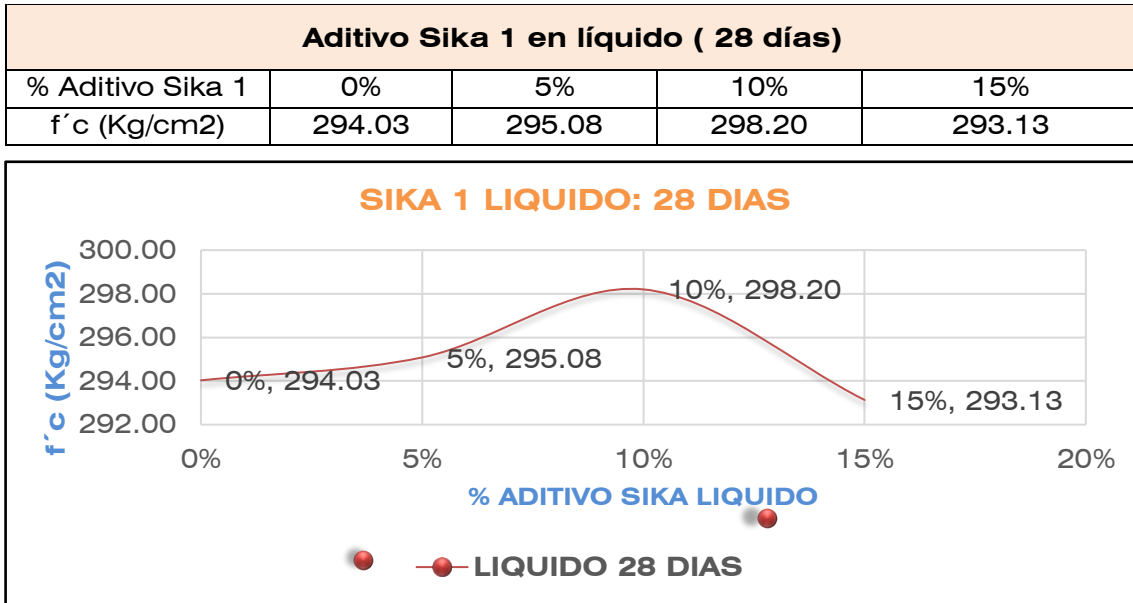 Aditivo Sika 1 en líquido ( 28 días)
% Aditivo Sika 1 0% 5% 10% 15%
f´c (Kg/cm2) 294.03 295.08 298.20 293.13
SIKA 1 LIQUIDO: 28 DIAS
f´c (Kg/cm2)
300.00
298.00
296.00
294.00
292.00
0%, 294.03
5%, 295.08
10%, 298.20
15%, 293.13
0% 5% 10% 15% 20%
% ADITIVO SIKA LIQUIDO
LIQUIDO 28 DIAS